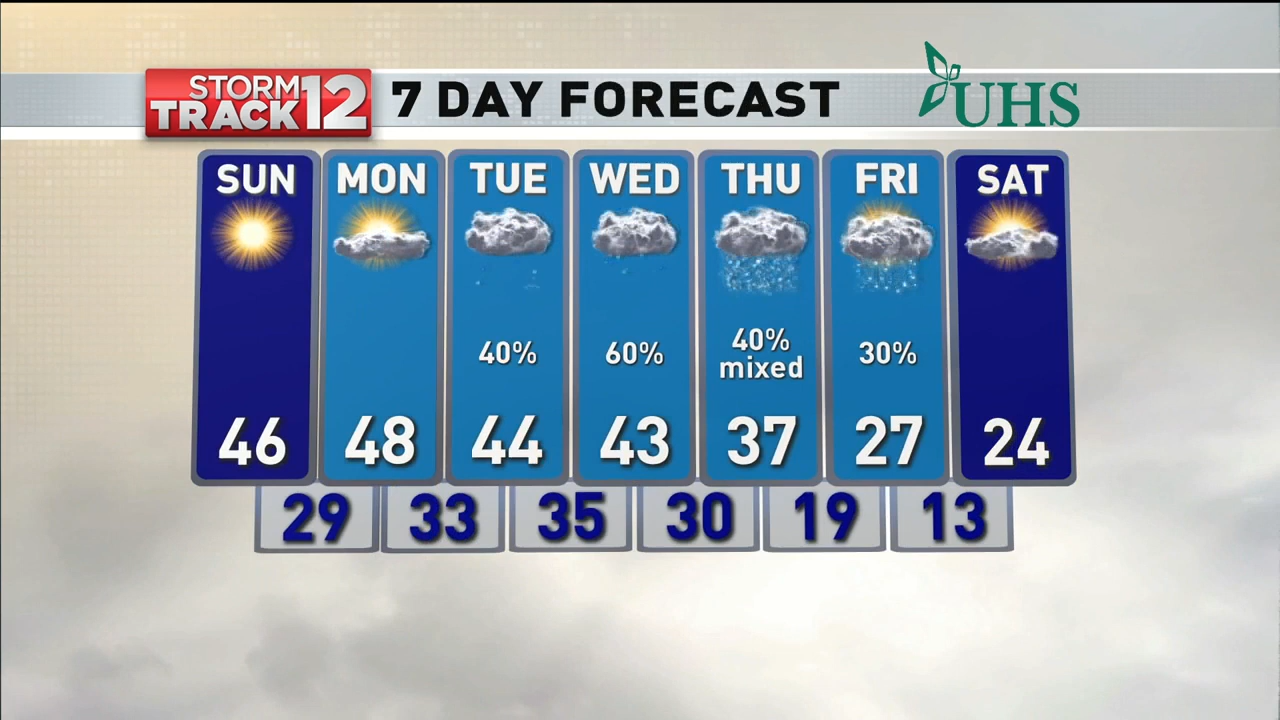 STORM
TRACK 12
7 DAY FORECAST
UHS
SUN MON TUE WED THU FRI SAT
40% 60% 40% 30%
mixed
46 48 44 43 37 27 24
29 33 35 30 19 13